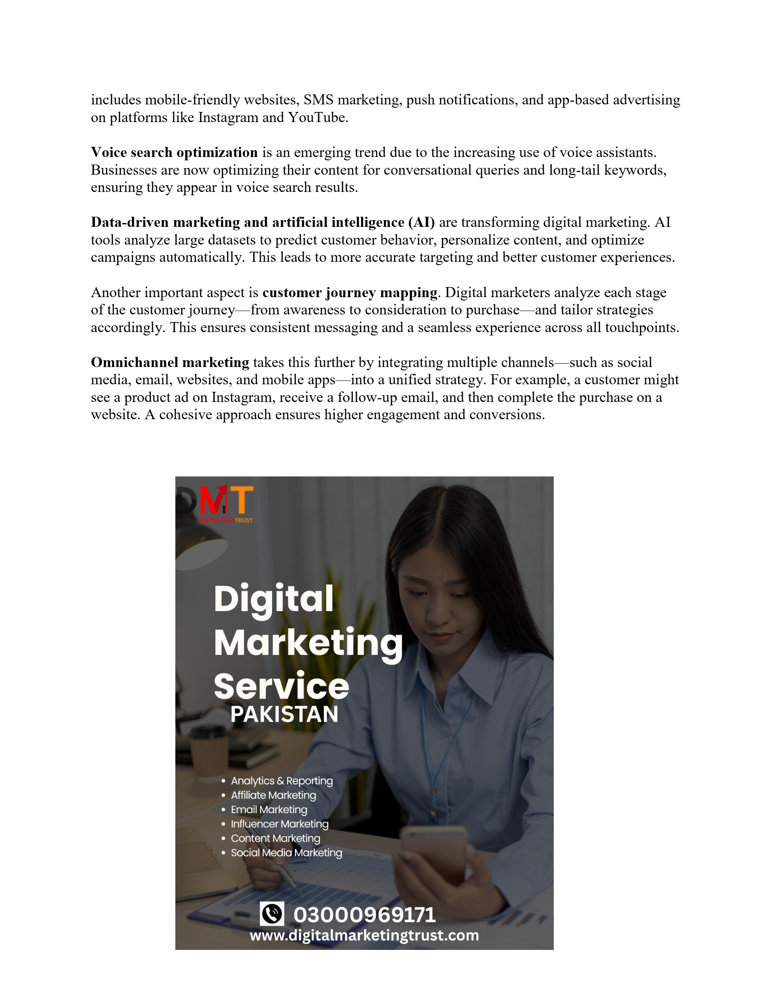 includes mobile-friendly websites, SMS marketing, push notifications, and app-based advertising
on platforms like Instagram and YouTube.
Voice search optimization is an emerging trend due to the increasing use of voice assistants.
Businesses are now optimizing their content for conversational queries and long-tail keywords,
ensuring they appear in voice search results.
Data-driven marketing and artificial intelligence (AI) are transforming digital marketing. AI
tools analyze large datasets to predict customer behavior, personalize content, and optimize
campaigns automatically. This leads to more accurate targeting and better customer experiences.
Another important aspect is customer journey mapping. Digital marketers analyze each stage
of the customer journey—from awareness to consideration to purchase—and tailor strategies
accordingly. This ensures consistent messaging and a seamless experience across all touchpoints.
Omnichannel marketing takes this further by integrating multiple channels—such as social
media, email, websites, and mobile apps—into a unified strategy. For example, a customer might
see a product ad on Instagram, receive a follow-up email, and then complete the purchase on a
website. A cohesive approach ensures higher engagement and conversions.
DMT
MARKETING TRUST
Digital
Marketing
Service
PAKISTAN
• Analytics & Reporting
• Affiliate Marketing
• Email Marketing
• Influencer Marketing
• Content Marketing
• Social Media Marketing
03000969171
www.digitalmarketingtrust.com